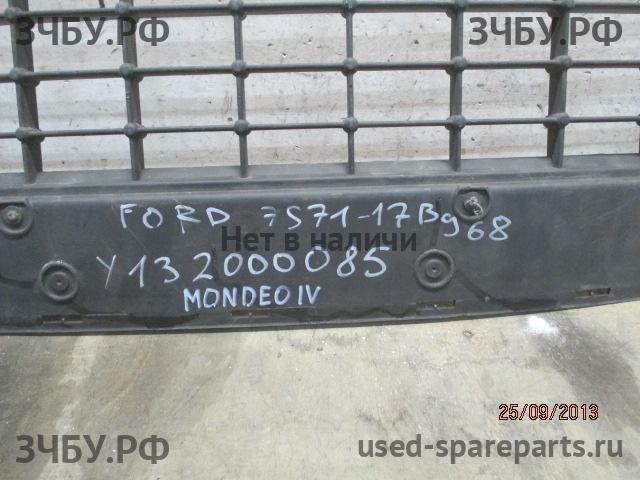 ЗЧБУ.РФ ЗЧБУ.РФ
FORD 7S71-17B968
Нет в наличи
Y132000085
MONDEO IV
25/09/2013
ЗЧБУ.РФ used-spareparts.ru